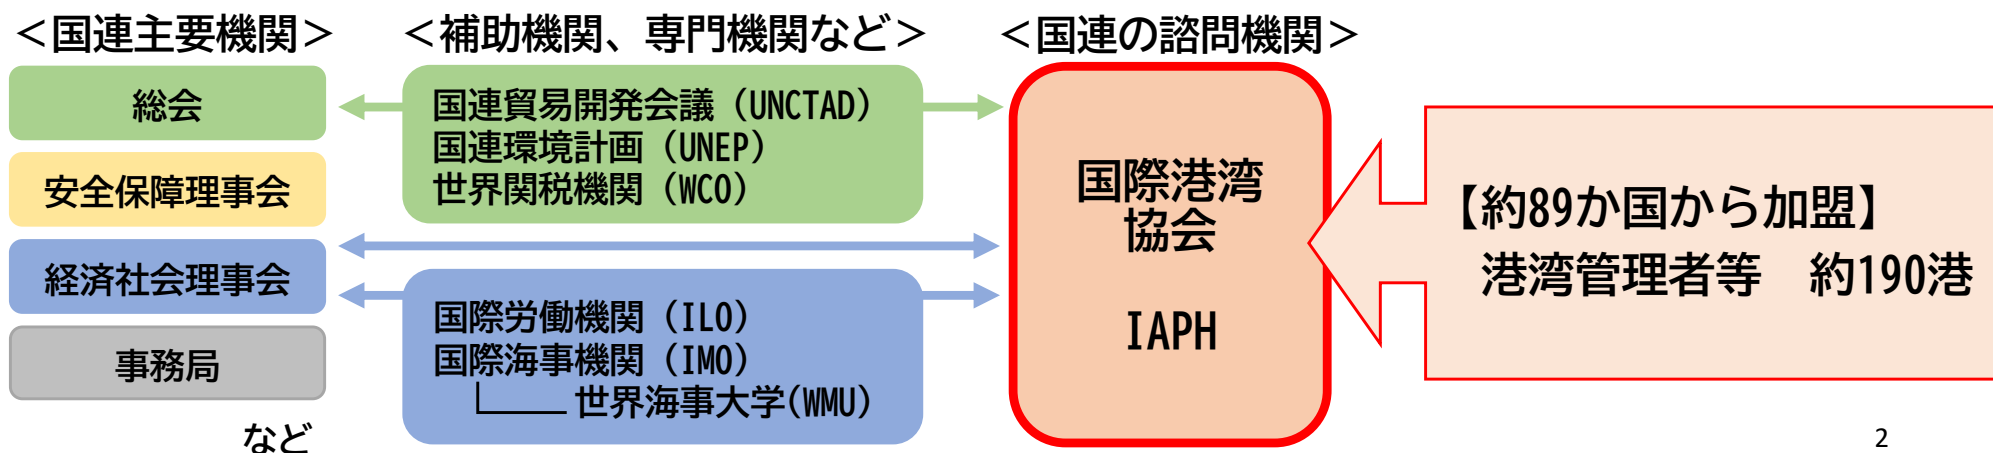 ＜国連主要機関＞
総会
安全保障理事会
経済社会理事会
事務局
など
＜補助機関、専門機関など＞
国連貿易開発会議（UNCTAD）
国連環境計画（UNEP）
世界関税機関（WCO）
国際労働機関（ILO）
国際海事機関（IMO）
世界海事大学(WMU)
＜国連の諮問機関＞
国際港湾
協会
IAPH
【約89か国から加盟】
港湾管理者等　約190港
2